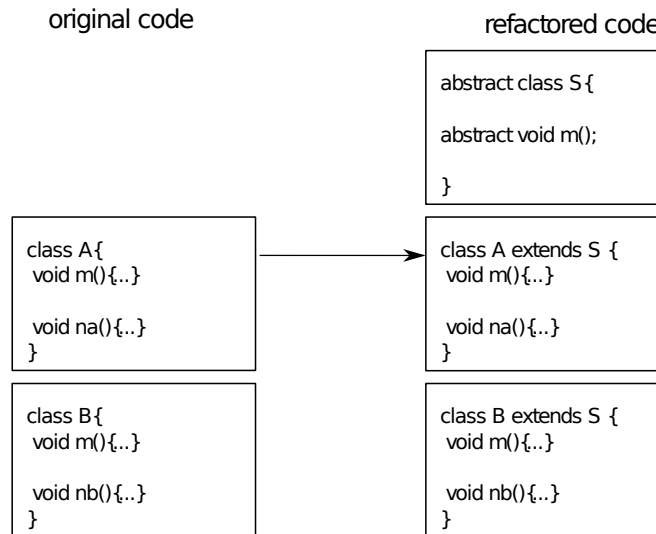 original code
refactored code
abstract class S{
abstract void m();
}
class A{
void m(){..}
void na(){..}
}
class A extends S {
void m(){..}
void na(){..}
}
class B{
void m(){..}
void nb(){..}
}
class B extends S {
void m(){..}
void nb(){..}
}